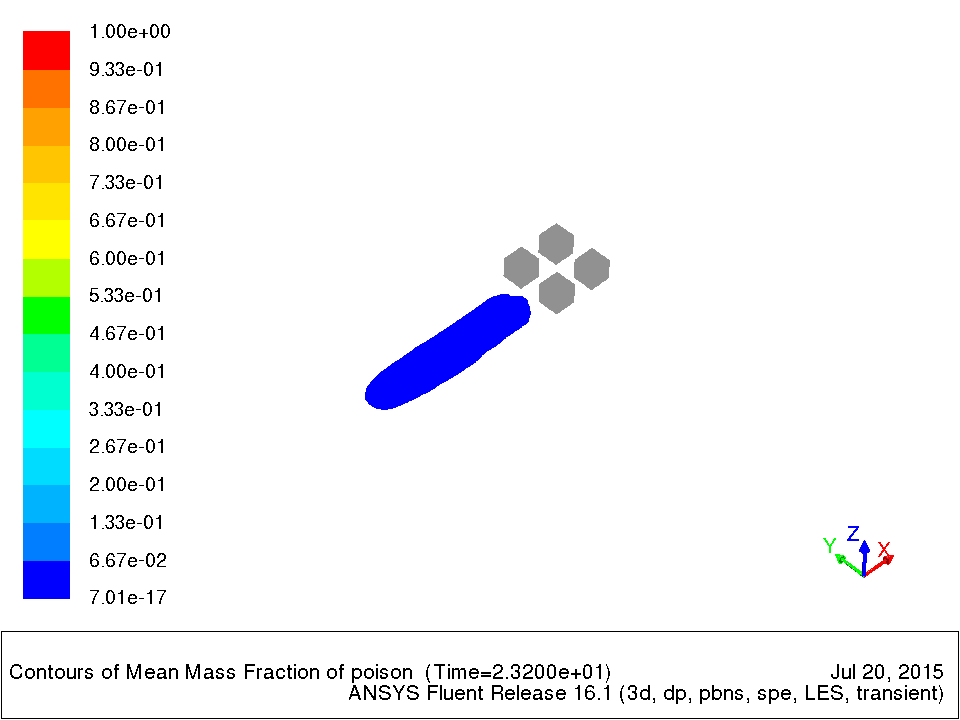 1.00e+00
9.33e-01
8.67e-01
8.00e-01
7.33e-01
6.67e-01
6.00e-01
5.33e-01
4.67e-01
4.00e-01
3.33e-01
2.67e-01
2.00e-01
1.33e-01
6.67e-02
7.01e-17
Z
Y X
Contours of Mean Mass Fraction of poison (Time=2.3200e+01) Jul 20, 2015
ANSYS Fluent Release 16.1 (3d, dp, pbns, spe, LES, transient)